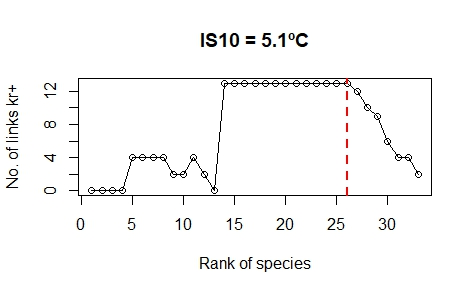 IS10 = 5.1ºC
No. of links kr+
12
8
4
0
0 5 10 15 20 25 30
Rank of species